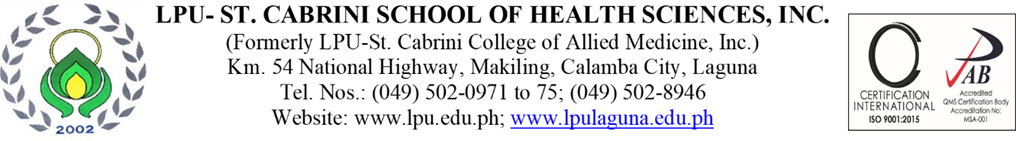 LPU- ST. CABRINI SCHOOL OF HEALTH SCIENCES, INC.
(Formerly LPU-St. Cabrini College of Allied Medicine, Inc.)
Km. 54 National Highway, Makiling, Calamba City, Laguna
Tel. Nos.: (049) 502-0971 to 75; (049) 502-8946
Website: www.lpu.edu.ph; www.lpulaguna.edu.ph
2002
CERTIFICATION
INTERNATIONAL
ISO 9001:2015
PAB
Accredited
QMS Certification Body
Accreditation No:
MSA-001